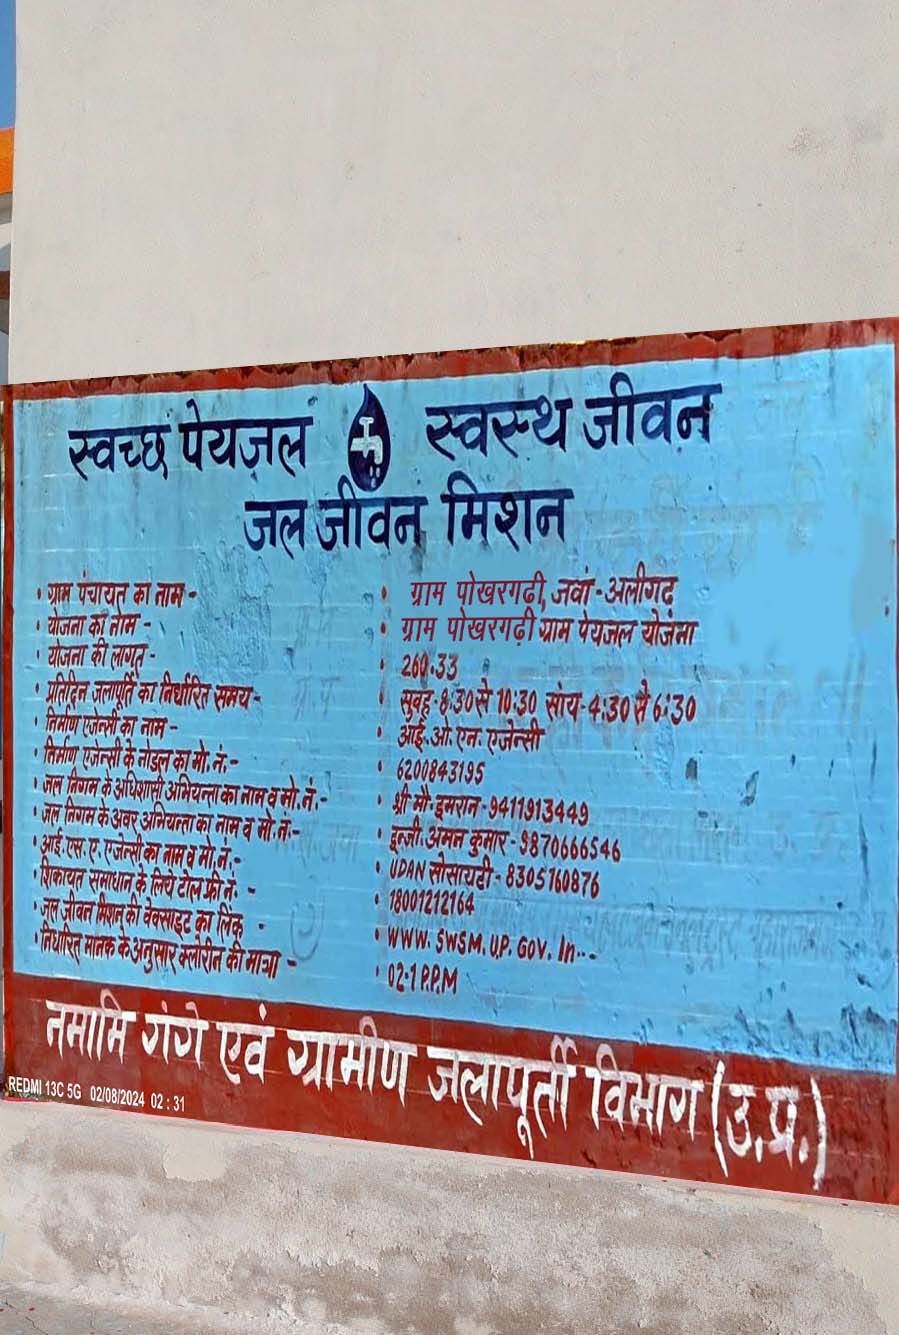 स्वच्छ पेयजल स्वस्थ जीवन
जल जीवन मिशन
• ग्राम पंचायत का नाम - • ग्राम पोखरगढी, जवां - अलीगढ़
• योजना का नाम - • ग्राम पोखरगढ़ी ग्राम पेयजल योजना
• योजना की लागत - • 260.33
• प्रतिदिन जलापूर्ति का निर्धारित समय - • सुबह - 8:30 से 10:30 सांय - 4:30 से 6:30
• निर्माण एजेन्सी का नाम - • आई.ओ.एन. एजेन्सी
• निर्माण एजेन्सी के नोडल का मो. नं:- • 6200843195
• जल निगम के अधिशासी अभियन्ता का नाम व मो. नं:- • श्री मौ. इमरान - 9411913449
• जल निगम के अवर अभियन्ता का नाम व मो. नं:- • इन्जी. अमन कुमार - 9870666546
• आई. एस. ए. एजेन्सी का नाम व मो. नं:- • UDAN सोसायटी - 8305160876
• शिकायत समाधान के लिये टोल फ्री नं: - • 18001212164
• जल जीवन मिशन की वेबसाइट का लिंक - • WWW. SWSM. U.P. GOV. In--
• निर्धारित मानक के अनुसार क्लोरीन की मात्रा - • 02-1 P.P.M
नमामि गंगे एवं ग्रामीण जलापूर्ती विभाग (उ.प्र.)
REDMI 13C 5G 02/08/2024 02 : 31